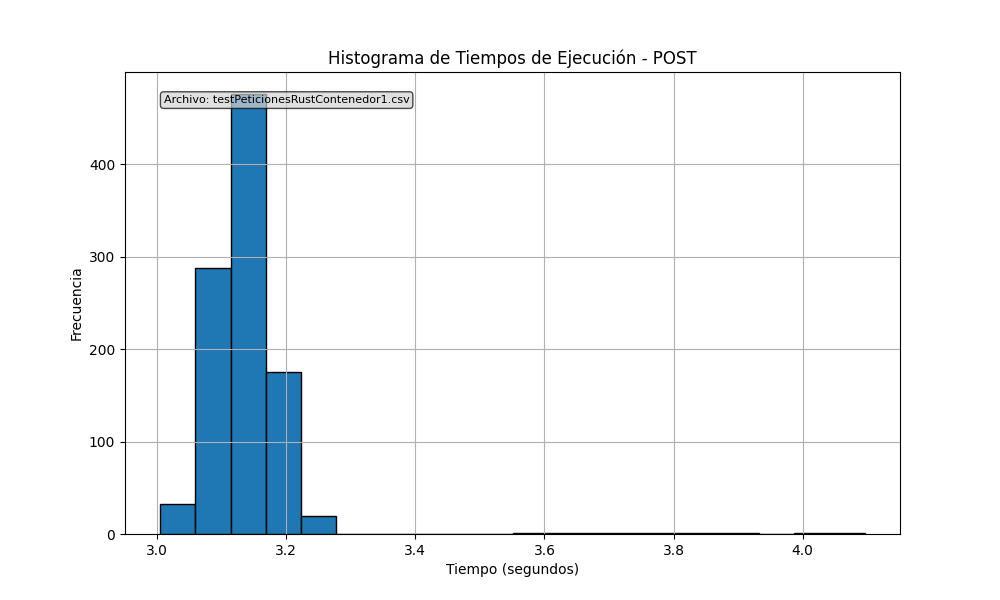 Histograma de Tiempos de Ejecución - POST
Archivo: testPeticionesRustContenedor1.csv
Frecuencia
400
300
200
100
0
3.0 3.2 3.4 3.6 3.8 4.0
Tiempo (segundos)